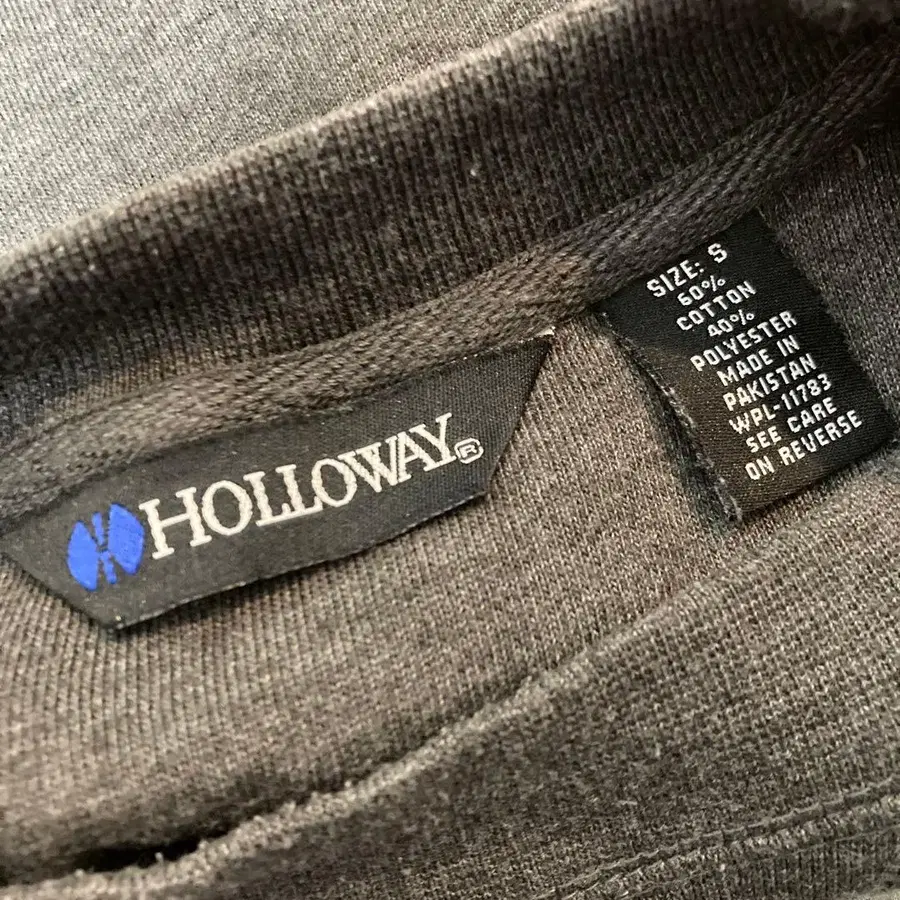 HOLLOWAY®
SIZE: S
60%
COTTON
40%
POLYESTER
MADE IN
PAKISTAN
WPL-11783
SEE CARE
ON REVERSE